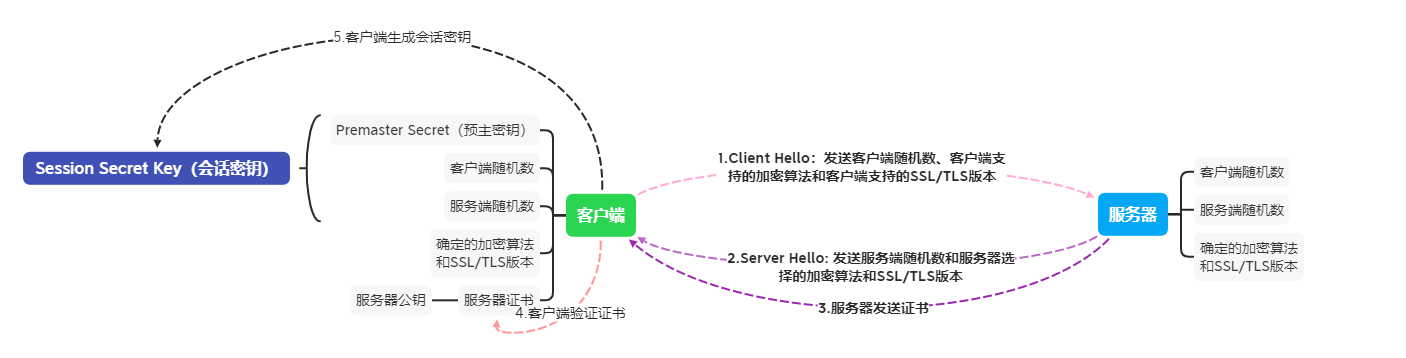 5.客户端生成会话密钥
Premaster Secret（预主密钥）
Session Secret Key（会话密钥）
客户端随机数
服务端随机数
确定的加密算法
和SSL/TLS版本
服务器公钥
服务器证书
4.客户端验证证书
客户端
1.Client Hello：发送客户端随机数、客户端支
持的加密算法和客户端支持的SSL/TLS版本
2.Server Hello: 发送服务端随机数和服务器选
择的加密算法和SSL/TLS版本
3.服务器发送证书
服务器
客户端随机数
服务端随机数
确定的加密算法
和SSL/TLS版本